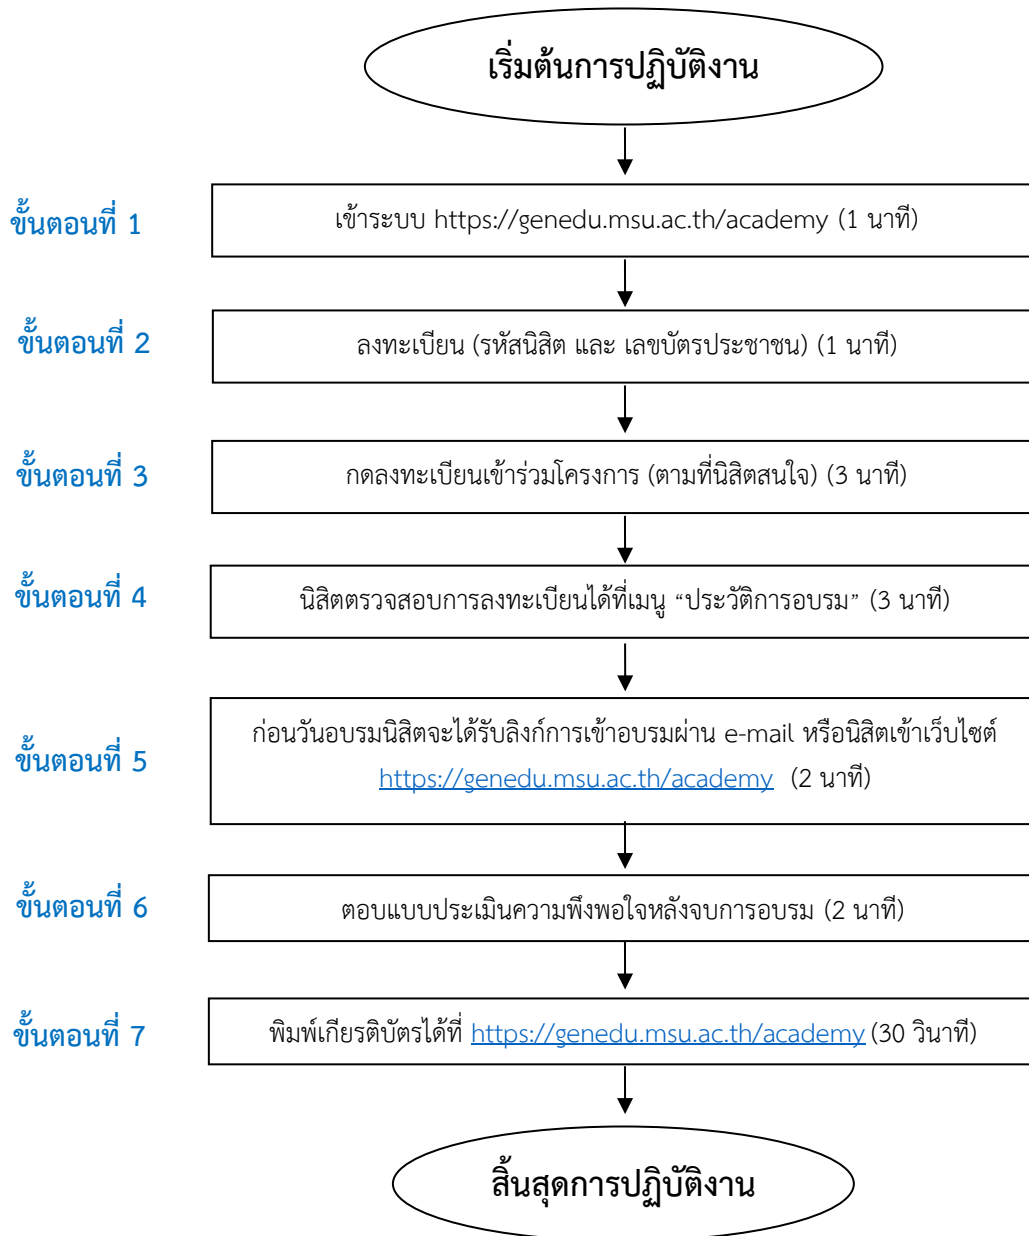 เริ่มต้นการปฏิบัติงาน
ขั้นตอนที่ 1
เข้าระบบ https://genedu.msu.ac.th/academy (1 นาที)
ขั้นตอนที่ 2
ลงทะเบียน (รหัสนิสิต และ เลขบัตรประชาชน) (1 นาที)
ขั้นตอนที่ 3
กดลงทะเบียนเข้าร่วมโครงการ (ตามที่นิสิตสนใจ) (3 นาที)
ขั้นตอนที่ 4
นิสิตตรวจสอบการลงทะเบียนได้ที่เมนู “ประวัติการอบรม” (3 นาที)
ขั้นตอนที่ 5
ก่อนวันอบรมนิสิตจะได้รับลิงก์การเข้าอบรมผ่าน e-mail หรือนิสิตเข้าเว็บไซต์
https://genedu.msu.ac.th/academy (2 นาที)
ขั้นตอนที่ 6
ตอบแบบประเมินความพึงพอใจหลังจบการอบรม (2 นาที)
ขั้นตอนที่ 7
พิมพ์เกียรติบัตรได้ที่ https://genedu.msu.ac.th/academy (30 วินาที)
สิ้นสุดการปฏิบัติงาน